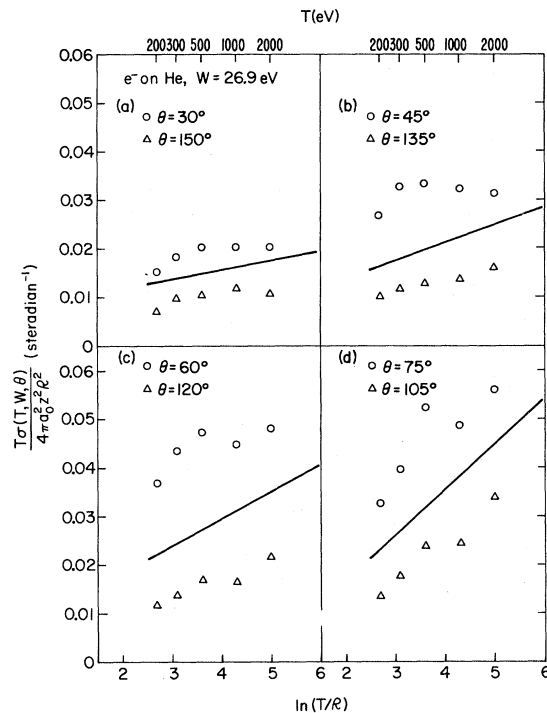 T(eV)
200 300 500 1000 2000 200 300 500 1000 2000
0.06
e⁻ on He, W = 26.9 eV
(a)
○ θ = 30°
△ θ = 150°
(b)
○ θ = 45°
△ θ = 135°
0.05
0.04
0.03
0.02
0.01
0
Tσ(T, W, θ) / 4πa₀²z²R² (steradian⁻¹)
(c)
○ θ = 60°
△ θ = 120°
(d)
○ θ = 75°
△ θ = 105°
0.06
0.05
0.04
0.03
0.02
0.01
0
2 3 4 5 6 2 3 4 5 6
ln (T/R)